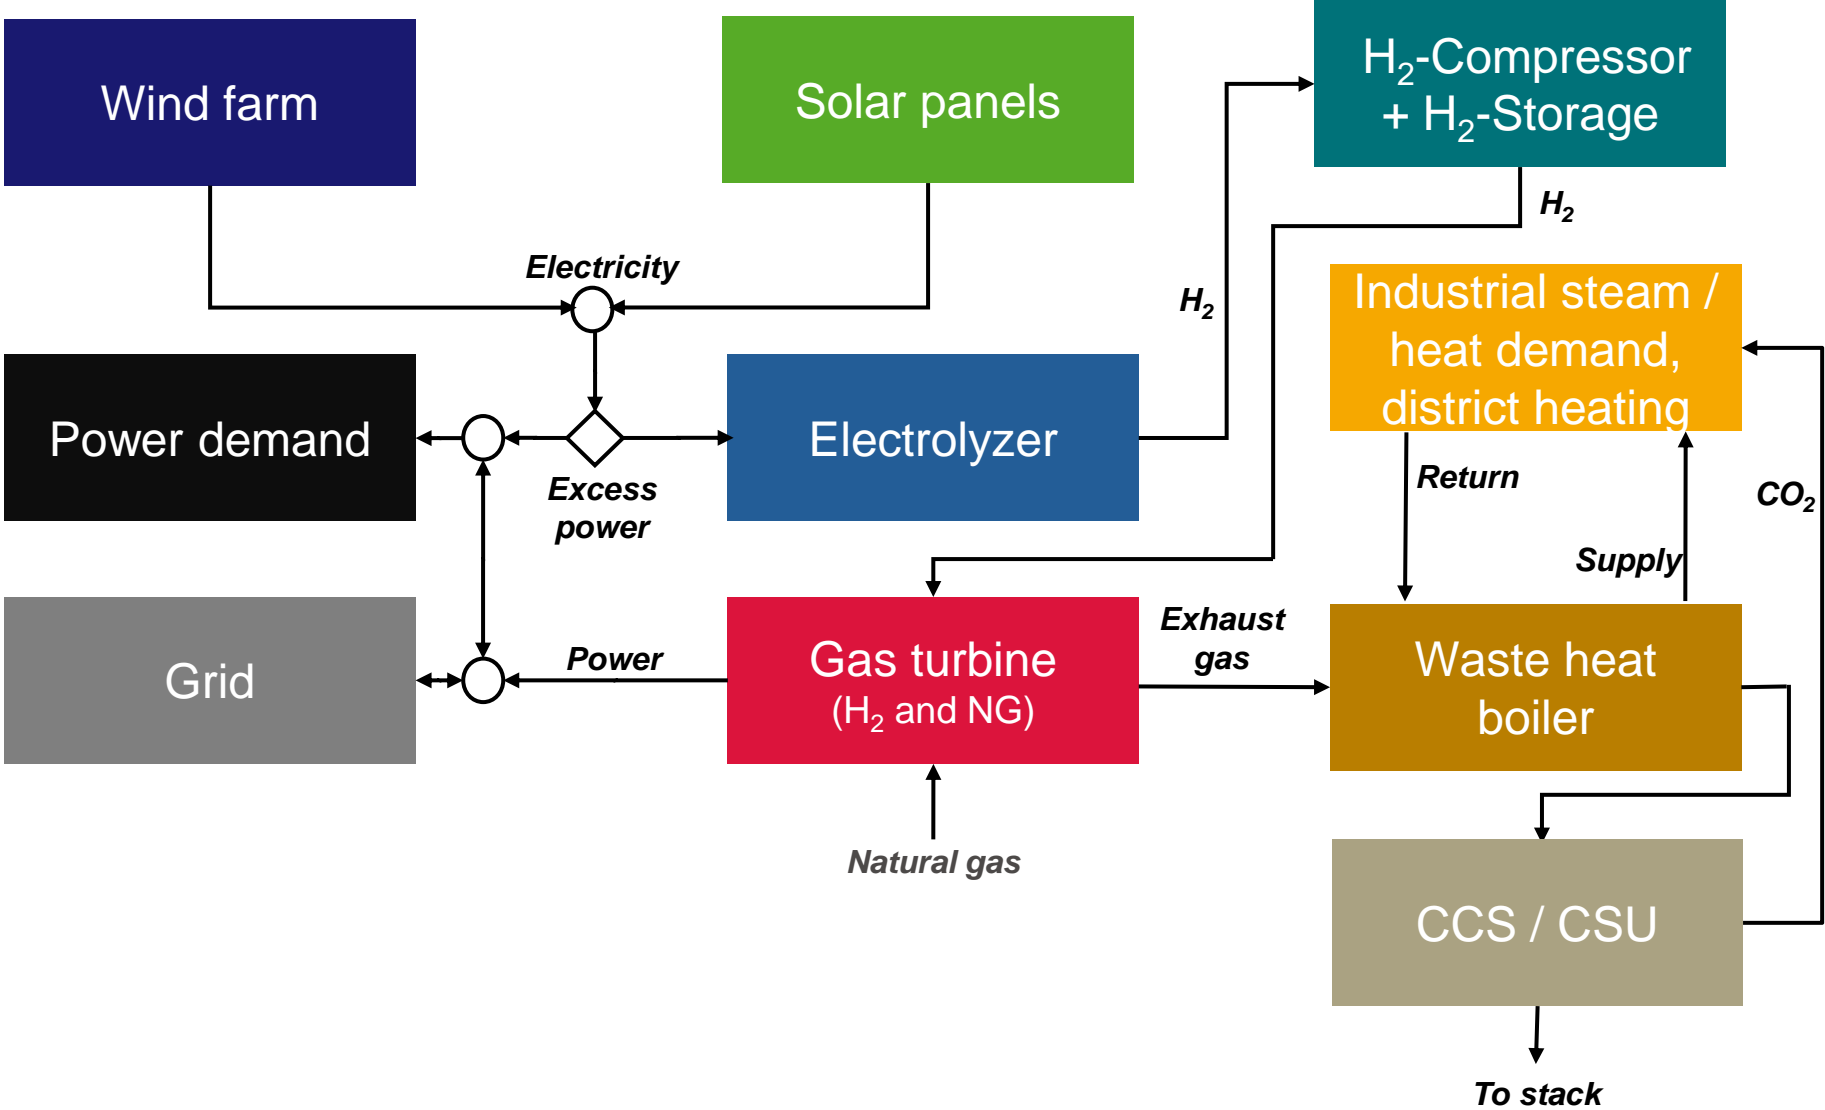 Wind farm
Solar panels
H₂-Compressor
+ H₂-Storage
H₂
Electricity
H₂
Industrial steam /
heat demand,
district heating
Power demand
Electrolyzer
Excess
power
Return
CO₂
Supply
Grid
Power
Gas turbine
(H₂ and NG)
Exhaust
gas
Waste heat
boiler
Natural gas
CCS / CSU
To stack